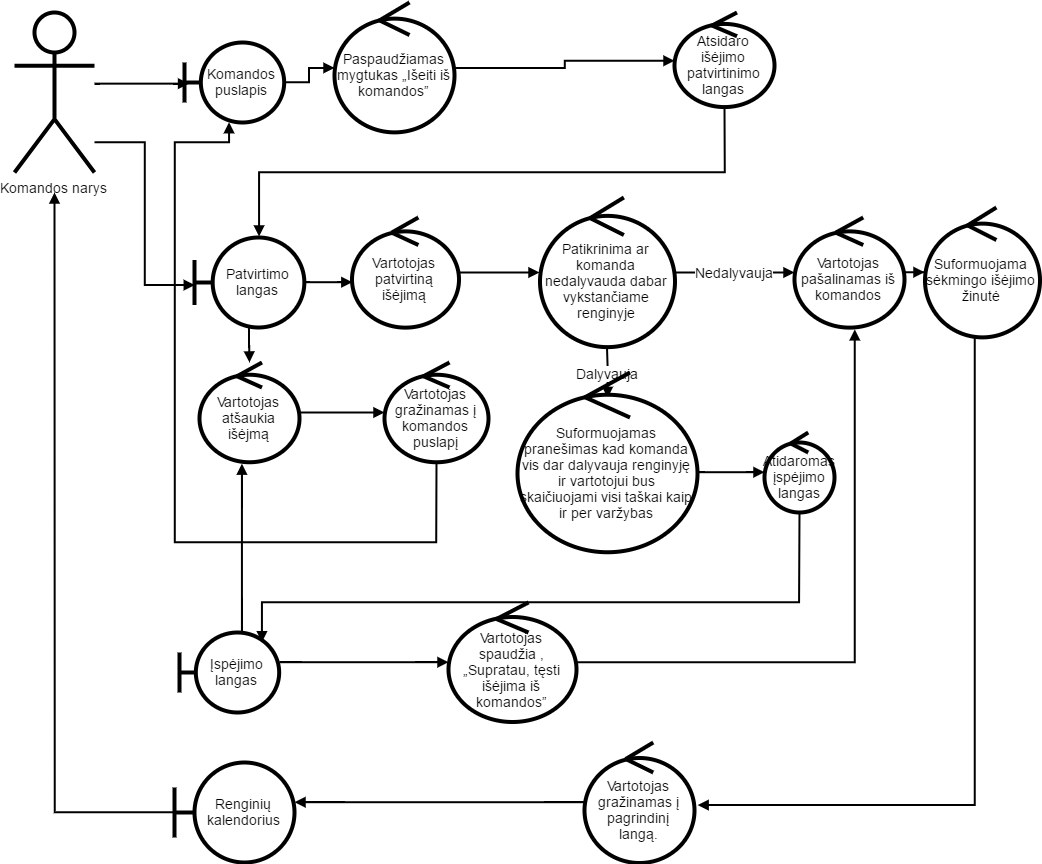 Komandos narys
Komandos
puslapis
Paspaudžiamas
mygtukas „Išeiti iš
komandos”
Atsidaro
išėjimo
patvirtinimo
langas
Patvirtimo
langas
Vartotojas
patvirtiną
išėjimą
Patikrinima ar
komanda
nedalyvauda dabar
vykstančiame
renginyje
Nedalyvauja
Vartotojas
pašalinamas iš
komandos
Suformuojama
sėkmingo išėjimo
žinutė
Dalyvauja
Vartotojas
atšaukia
išėjmą
Vartotojas
gražinamas į
komandos
puslapį
Suformuojamas
pranešimas kad komanda
vis dar dalyvauja renginyję
ir vartotojui bus
skaičiuojami visi taškai kaip
ir per varžybas
Atidaromas
įspėjimo
langas
Įspėjimo
langas
Vartotojas
spaudžia ,
„Supratau, tęsti
išėjima iš
komandos”
Renginių
kalendorius
Vartotojas
gražinamas į
pagrindinį
langą.